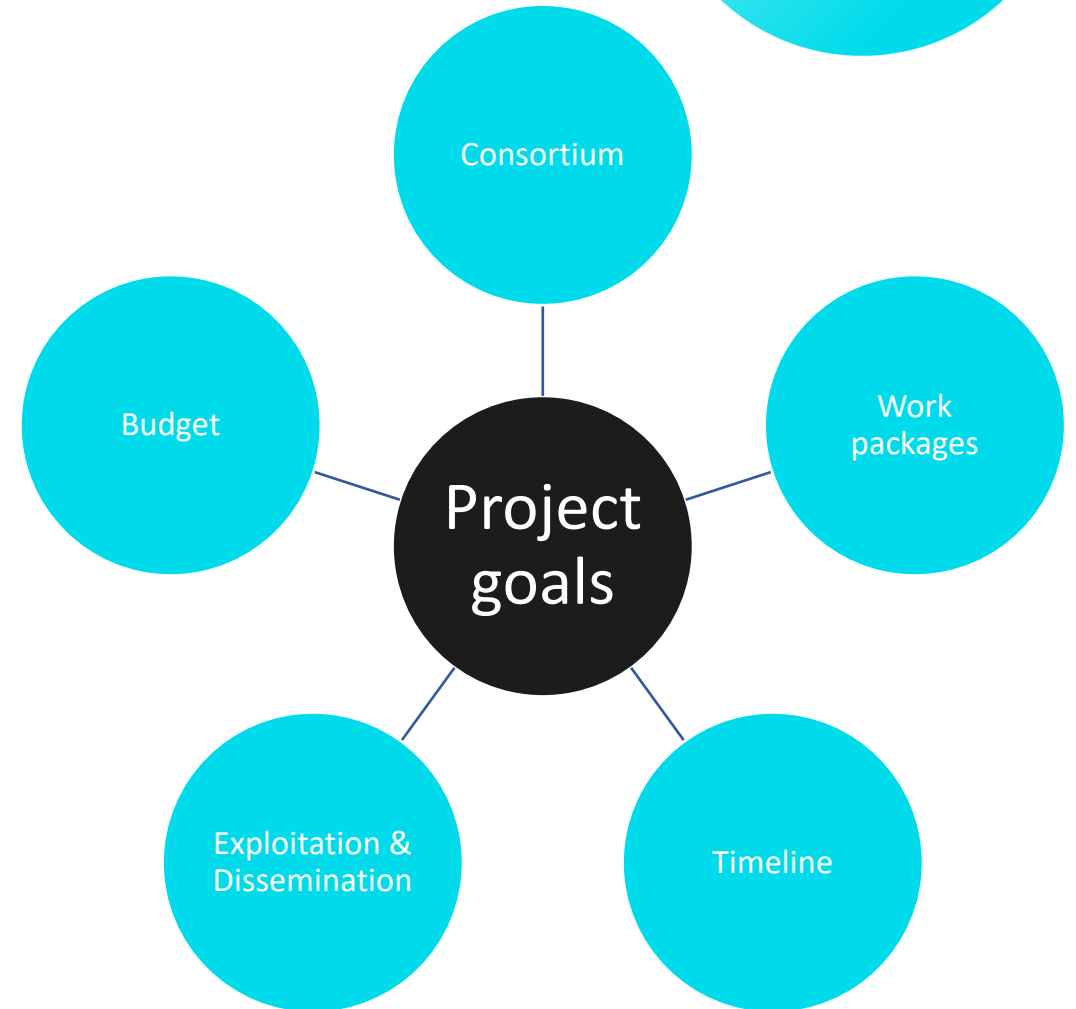 Consortium
Budget
Work
packages
Project
goals
Exploitation &
Dissemination
Timeline